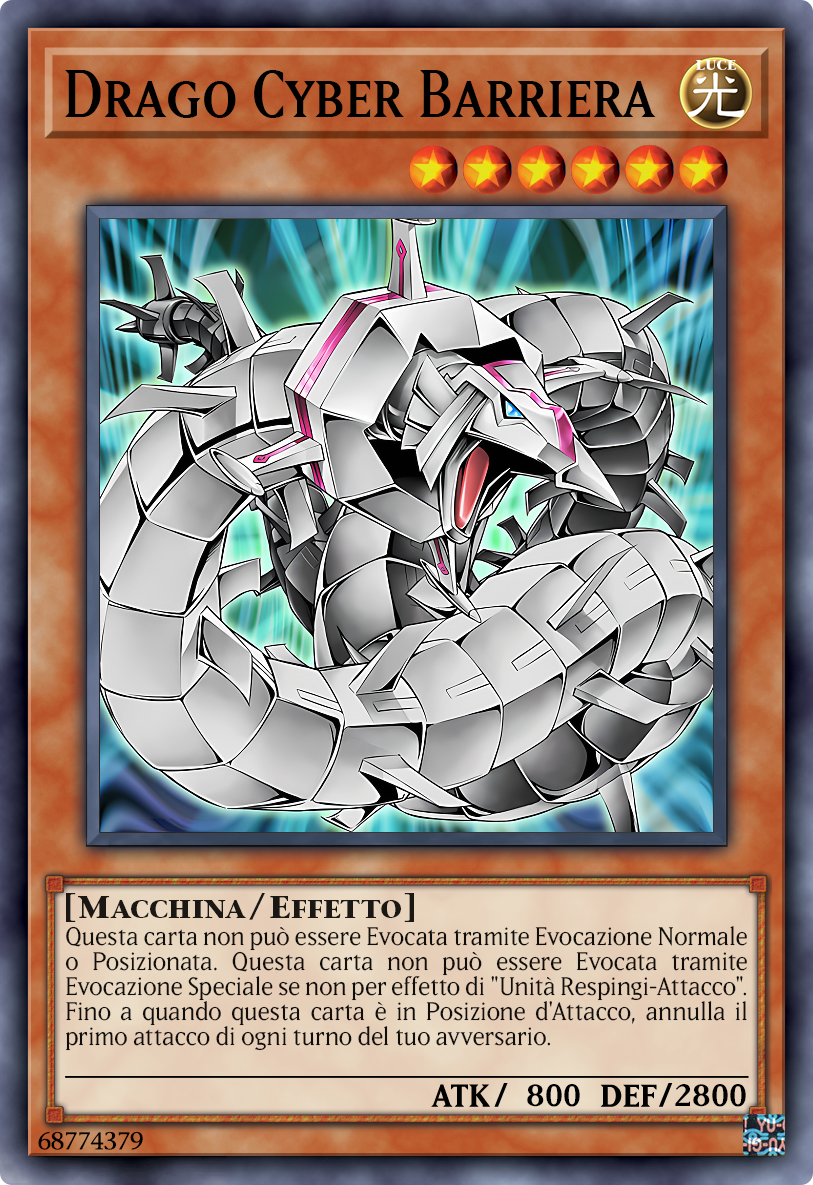 Drago Cyber Barriera
LUCE
光
[Macchina/Effetto]
Questa carta non può essere Evocata tramite Evocazione Normale
o Posizionata. Questa carta non può essere Evocata tramite
Evocazione Speciale se non per effetto di "Unità Respingi-Attacco".
Fino a quando questa carta è in Posizione d'Attacco, annulla il
primo attacco di ogni turno del tuo avversario.
ATK/ 800 DEF/2800
68774379